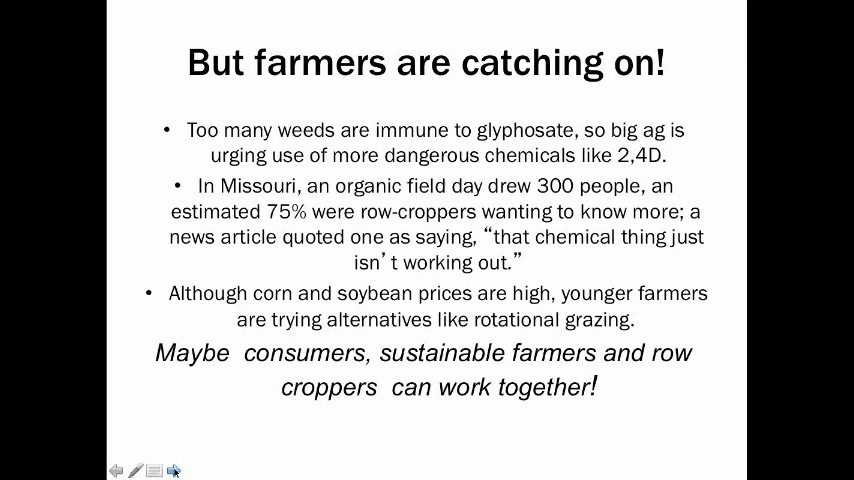 But farmers are catching on!
• Too many weeds are immune to glyphosate, so big ag is
urging use of more dangerous chemicals like 2,4D.
• In Missouri, an organic field day drew 300 people, an
estimated 75% were row-croppers wanting to know more; a
news article quoted one as saying, “that chemical thing just
isn’ t working out.”
• Although corn and soybean prices are high, younger farmers
are trying alternatives like rotational grazing.
Maybe  consumers, sustainable farmers and row
croppers  can work together!